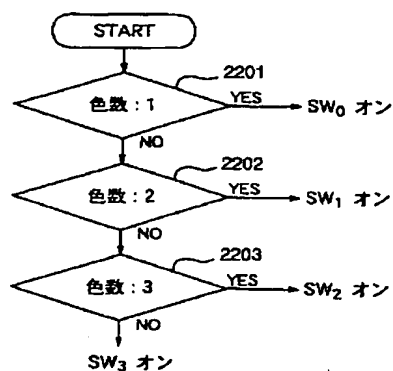 START
2201
色数:1
YES
SW₀ オン
NO
2202
色数:2
YES
SW₁ オン
NO
2203
色数:3
YES
SW₂ オン
NO
SW₃ オン